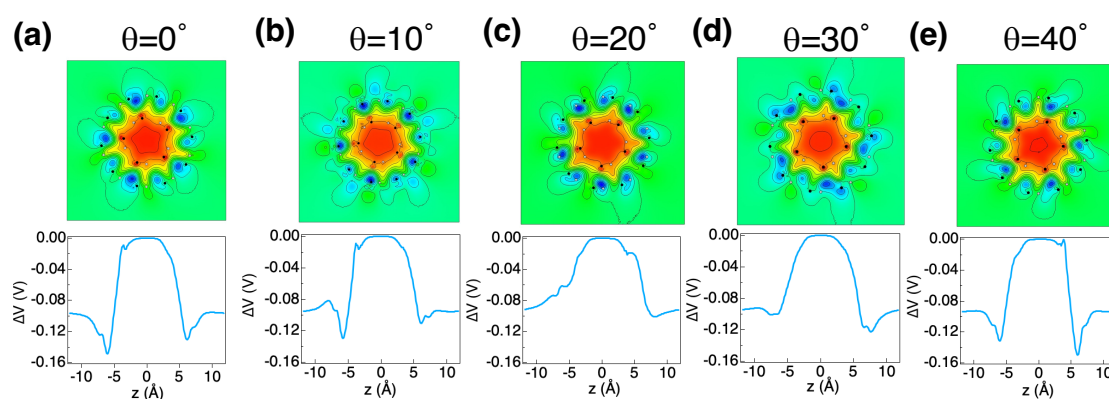 (a) θ=0° (b) θ=10° (c) θ=20° (d) θ=30° (e) θ=40°
0.00 0.00 0.00 0.00 0.00
-0.04 -0.04 -0.04 -0.04 -0.04
-0.08 -0.08 -0.08 -0.08 -0.08
-0.12 -0.12 -0.12 -0.12 -0.12
-0.16 -0.16 -0.16 -0.16 -0.16
ΔV (V) ΔV (V) ΔV (V) ΔV (V) ΔV (V)
-10 -5 0 5 10 -10 -5 0 5 10 -10 -5 0 5 10 -10 -5 0 5 10 -10 -5 0 5 10
z (Å) z (Å) z (Å) z (Å) z (Å)